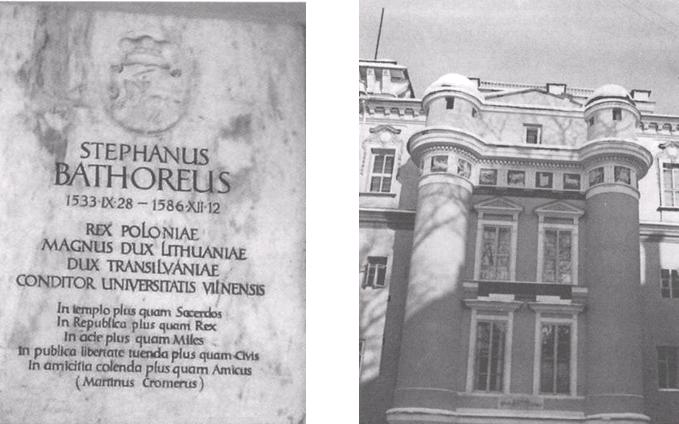 STEPHANUS
BATHOREUS
1533·IX·28 – 1586·XII·12
REX POLONIAE
MAGNUS DUX LITHUANIAE
DUX TRANSILVÁNIAE
CONDITOR UNIVERSITATIS VILNENSIS
In templo plus quam Sacerdos
In Republica plus quam Rex
In acie plus quam Miles
In publica libertate tuenda plus quam Civis
In amicitia colenda plus quam Amicus
(Martinus Cromerus)